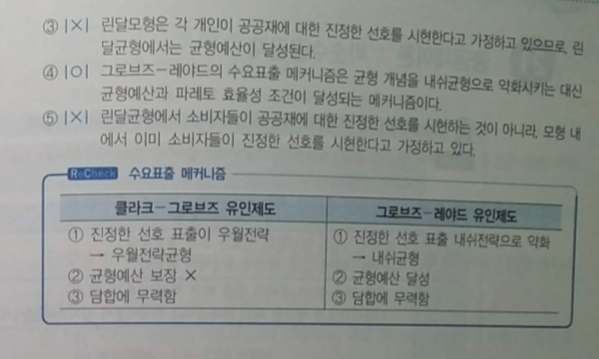 ③ |X| 린달모형은 각 개인이 공공재에 대한 진정한 선호를 시현한다고 가정하고 있으므로, 린
달균형에서는 균형예산이 달성된다.
④ |O| 그로브즈-레야드의 수요표출 메커니즘은 균형 개념을 내쉬균형으로 악화시키는 대신
균형예산과 파레토 효율성 조건이 달성되는 메커니즘이다.
⑤ |X| 린달균형에서 소비자들이 공공재에 대한 진정한 선호를 시현하는 것이 아니라, 모형 내
에서 이미 소비자들이 진정한 선호를 시현한다고 가정하고 있다.
ReCheck 수요표출 메커니즘
클라크-그로브즈 유인제도 그로브즈-레야드 유인제도
① 진정한 선호 표출이 우월전략 ① 진정한 선호 표출 내쉬전략으로 악화
→ 우월전략균형 → 내쉬균형
② 균형예산 보장 X ② 균형예산 달성
③ 담합에 무력함 ③ 담합에 무력함